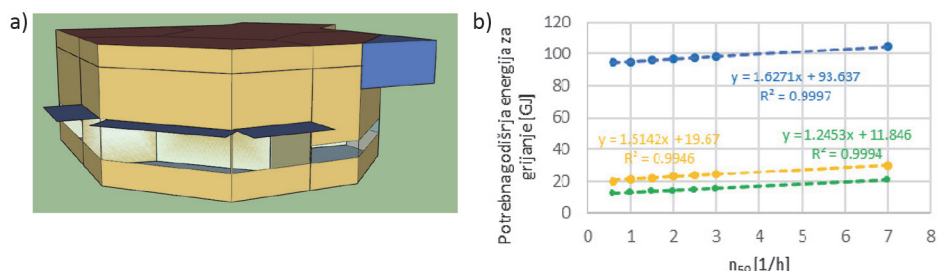 a)
b)
Potrebnagodišnja energija za
grijanje [GJ]
120
100
80
60
40
20
0
y = 1.6271x + 93.637
R² = 0.9997
y = 1.5142x + 19.67
R² = 0.9946
y = 1.2453x + 11.846
R² = 0.9994
0 1 2 3 4 5 6 7 8
n₅₀ [1/h]